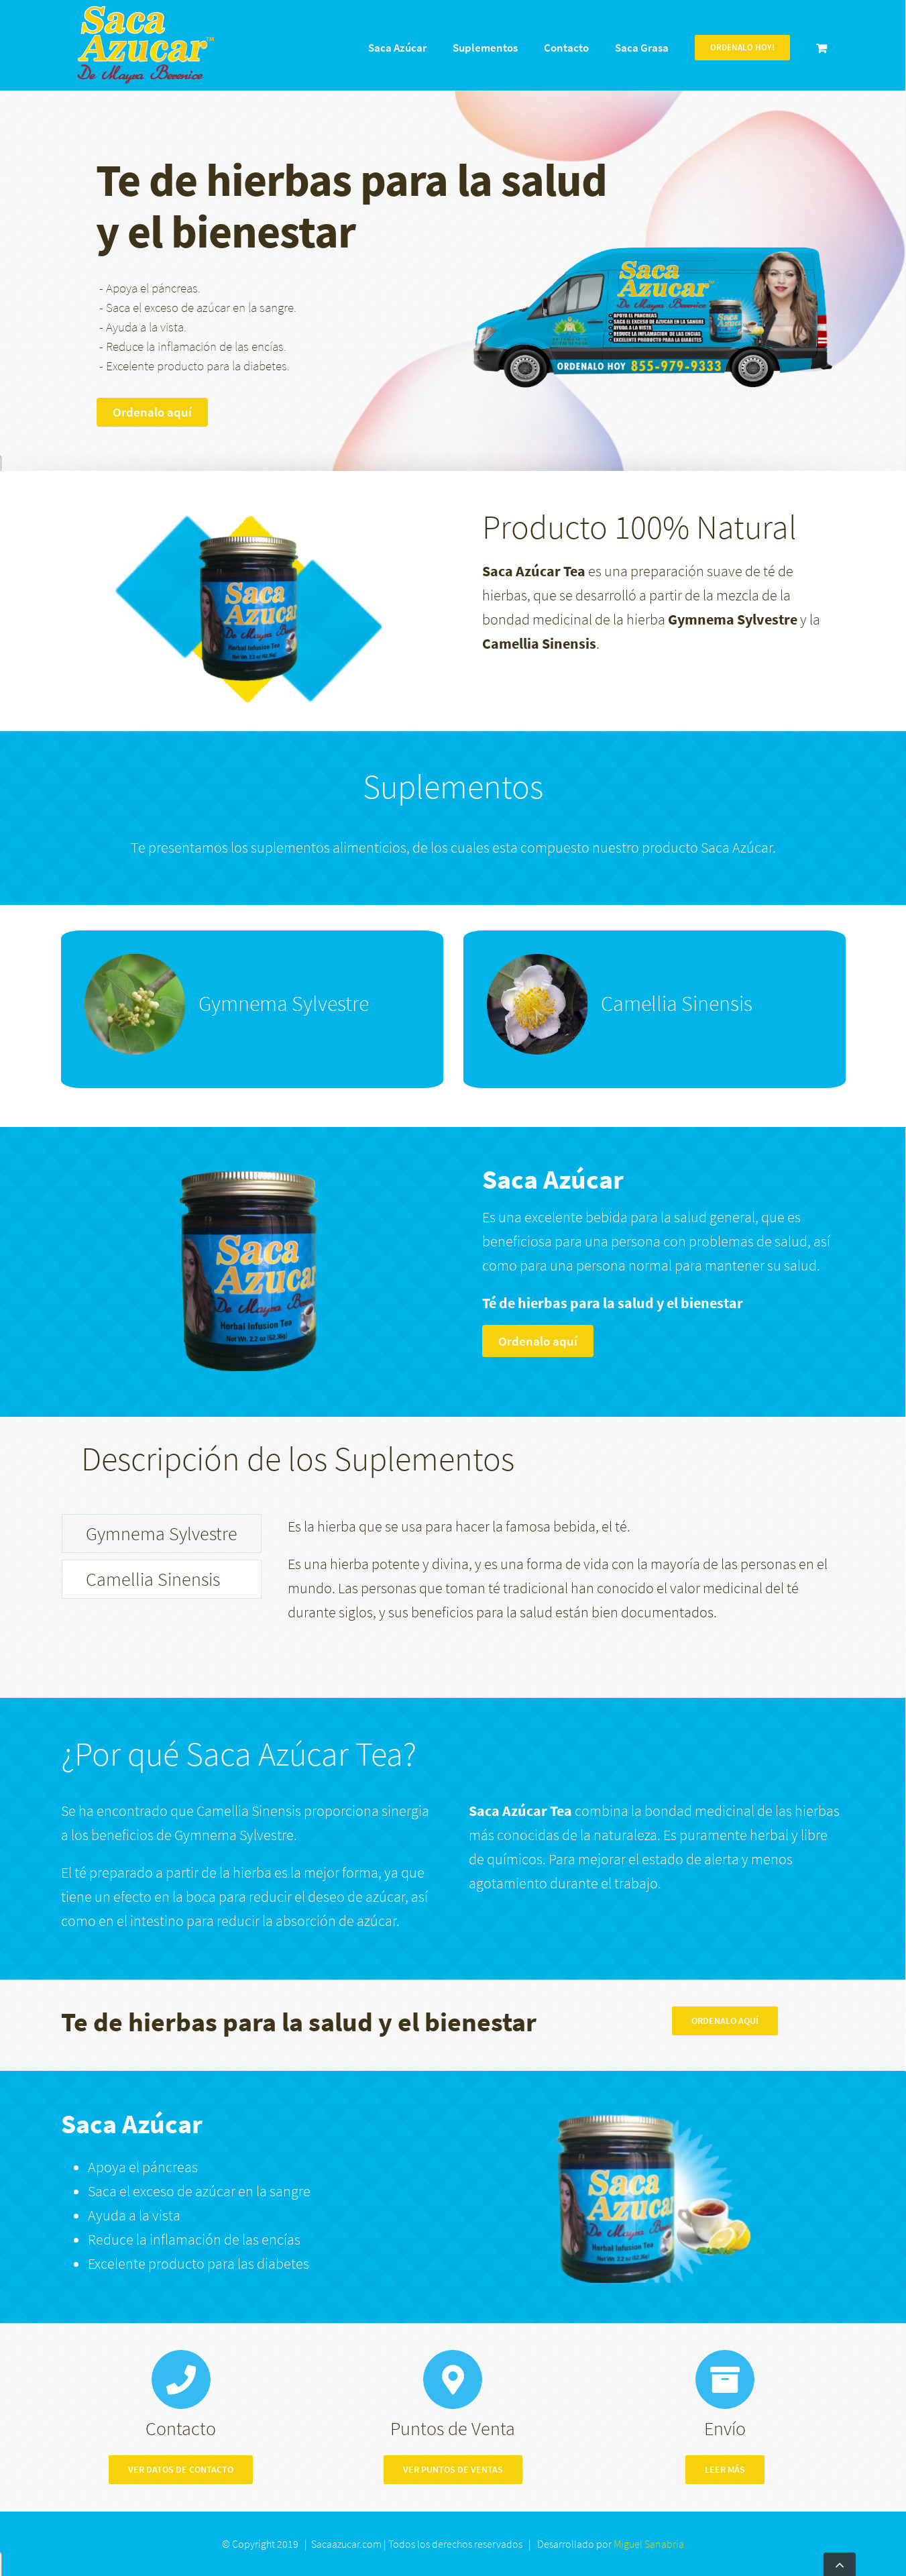 Saca
Azucar™
De Mayra Berenice
Saca Azúcar
Suplementos
Contacto
Saca Grasa
ORDENALO HOY!
Te de hierbas para la salud
y el bienestar
- Apoya el páncreas.
- Saca el exceso de azúcar en la sangre.
- Ayuda a la vista.
- Reduce la inflamación de las encías.
- Excelente producto para la diabetes.
Ordenalo aquí
Saca
Azucar
De Mayra Berenice
• APOYO EL PANCREAS
• SACA EL EXCESO DE AZUCAR EN LA SANGRE
• AYUDA A LA VISTA
• REDUCE LA INFLAMACION DE LAS ENCIAS
• EXCELENTE PRODUCTO PARA LA DIABETES
ORDENALO HOY 855-979-9333
Saca
Azucar
De Mayra Berenice
Herbal Infusion Tea
Net Wt. 2.2 oz (62.36g)
Producto 100% Natural
Saca Azúcar Tea es una preparación suave de té de
hierbas, que se desarrolló a partir de la mezcla de la
bondad medicinal de la hierba Gymnema Sylvestre y la
Camellia Sinensis.
Suplementos
Te presentamos los suplementos alimenticios, de los cuales esta compuesto nuestro producto Saca Azúcar.
Gymnema Sylvestre
Camellia Sinensis
Saca
Azucar
De Mayra Berenice
Herbal Infusion Tea
Net Wt. 2.2 oz (62.36g)
Saca Azúcar
Es una excelente bebida para la salud general, que es
beneficiosa para una persona con problemas de salud, así
como para una persona normal para mantener su salud.
Té de hierbas para la salud y el bienestar
Ordenalo aquí
Descripción de los Suplementos
Gymnema Sylvestre
Camellia Sinensis
Es la hierba que se usa para hacer la famosa bebida, el té.
Es una hierba potente y divina, y es una forma de vida con la mayoría de las personas en el
mundo. Las personas que toman té tradicional han conocido el valor medicinal del té
durante siglos, y sus beneficios para la salud están bien documentados.
¿Por qué Saca Azúcar Tea?
Se ha encontrado que Camellia Sinensis proporciona sinergia
a los beneficios de Gymnema Sylvestre.
El té preparado a partir de la hierba es la mejor forma, ya que
tiene un efecto en la boca para reducir el deseo de azúcar, así
como en el intestino para reducir la absorción de azúcar.
Saca Azúcar Tea combina la bondad medicinal de las hierbas
más conocidas de la naturaleza. Es puramente herbal y libre
de químicos. Para mejorar el estado de alerta y menos
agotamiento durante el trabajo.
Te de hierbas para la salud y el bienestar
ORDENALO AQUÍ
Saca Azúcar
• Apoya el páncreas
• Saca el exceso de azúcar en la sangre
• Ayuda a la vista
• Reduce la inflamación de las encías
• Excelente producto para las diabetes
Saca
Azucar
De Mayra Berenice
Herbal Infusion Tea
Net Wt. 2.2 oz (62.36g)
Contacto
VER DATOS DE CONTACTO
Puntos de Venta
VER PUNTOS DE VENTAS
Envío
LEER MÁS
© Copyright 2019 | Sacaazucar.com | Todos los derechos reservados | Desarrollado por Miguel Sanabria